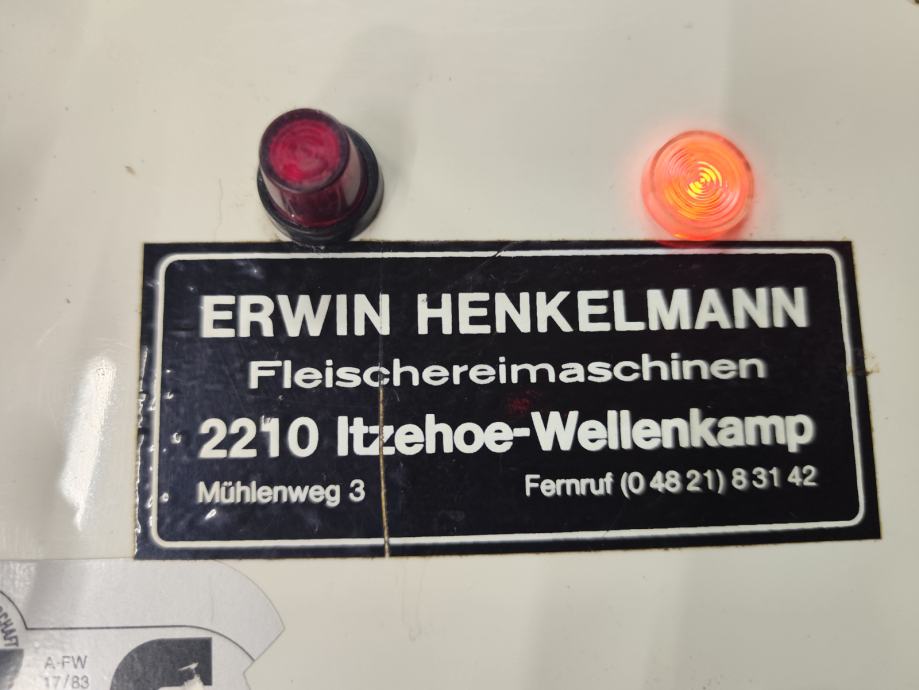 ERWIN HENKELMANN
Fleischereimaschinen
2210 Itzehoe-Wellenkamp
Mühlenweg 3 Fernruf (0 48 21) 8 31 42
A-FW
17/83